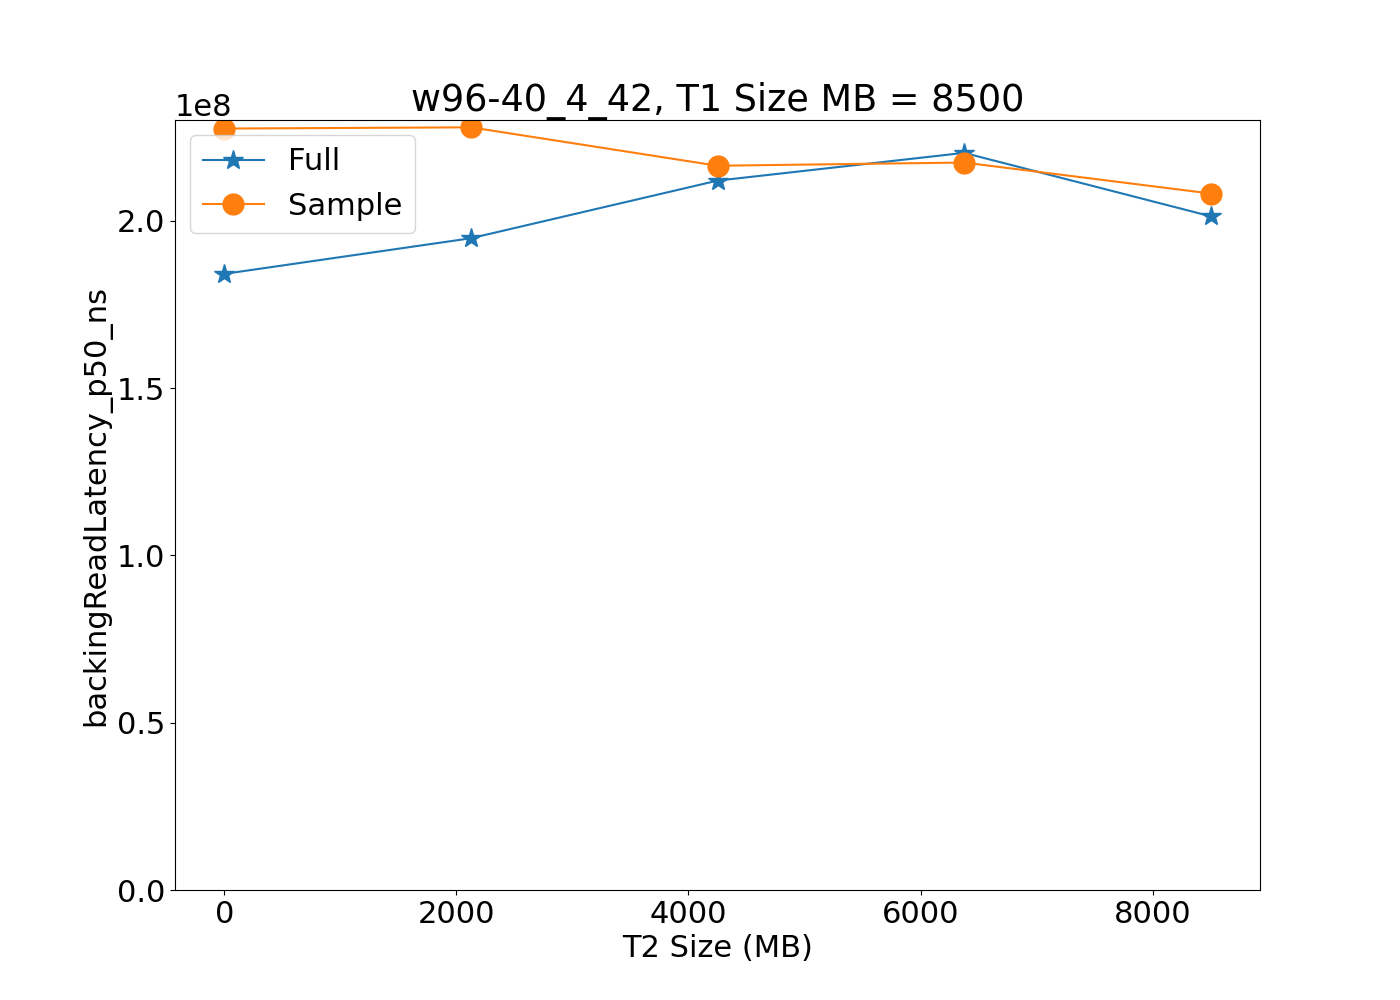 w96-40_4_42, T1 Size MB = 8500
1e8
Full
Sample
2.0
1.5
1.0
0.5
0.0
backingReadLatency_p50_ns
0 2000 4000 6000 8000
T2 Size (MB)